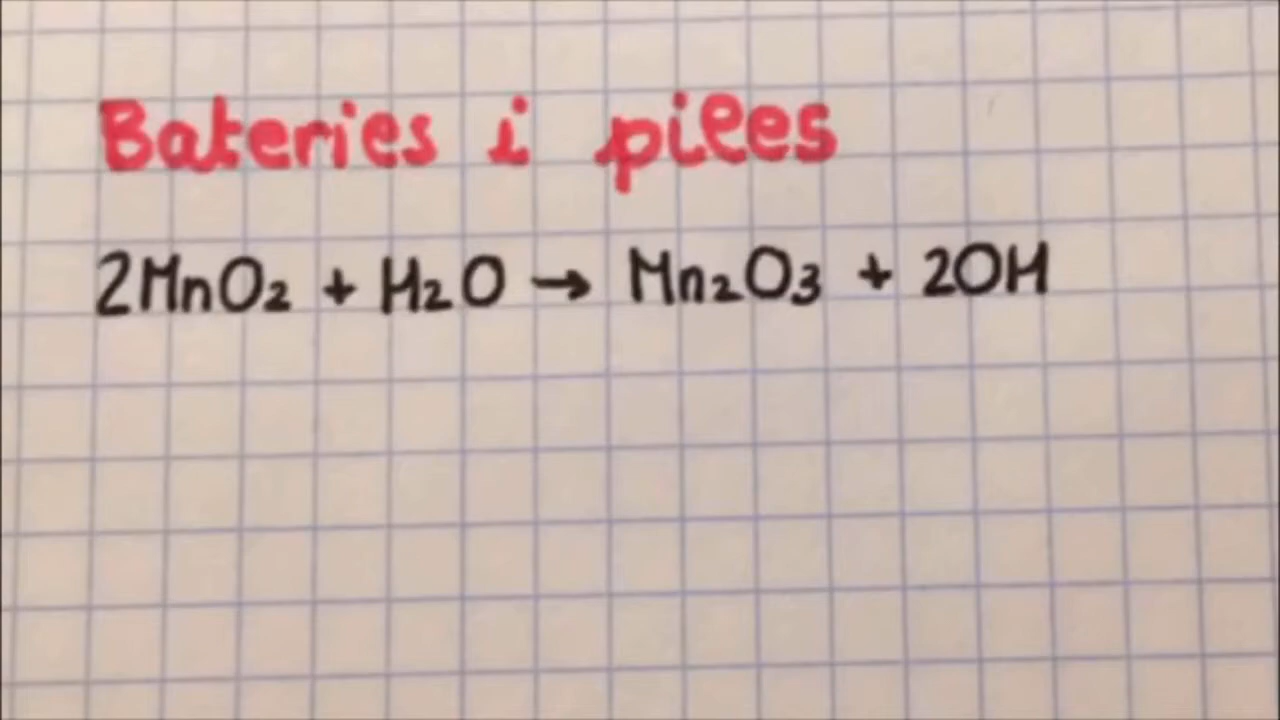 Bateries i piles
2MnO₂ + H₂O → Mn₂O₃ + 2OH